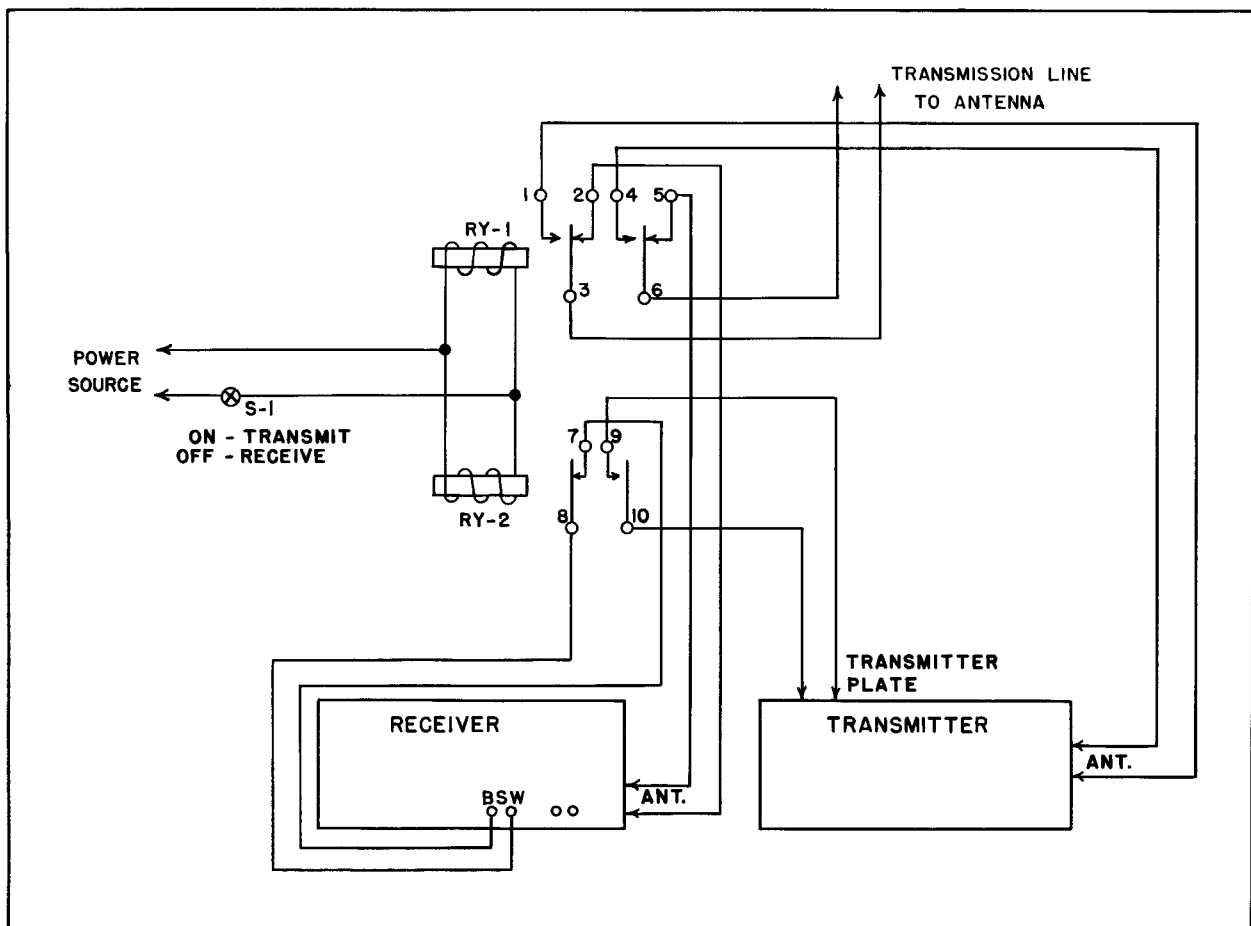 TRANSMISSION LINE
TO ANTENNA
1
2
4
5
RY-1
3
6
POWER
SOURCE
S-1
ON - TRANSMIT
OFF - RECEIVE
7
9
RY-2
8
10
TRANSMITTER
PLATE
RECEIVER
TRANSMITTER
ANT.
BSW
ANT.